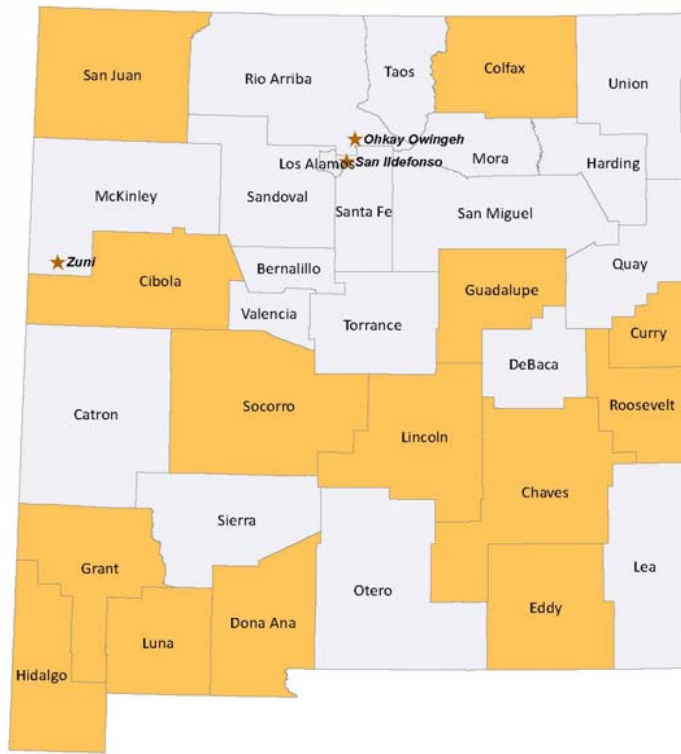 San Juan
Rio Arriba
Taos
Colfax
Union
Ohkay Owingeh
Los Alamos
San Ildefonso
Mora
Harding
McKinley
Sandoval
Santa Fe
San Miguel
Zuni
Cibola
Bernalillo
Valencia
Torrance
Guadalupe
Quay
Curry
DeBaca
Roosevelt
Catron
Socorro
Lincoln
Chaves
Sierra
Grant
Otero
Lea
Eddy
Dona Ana
Luna
Hidalgo